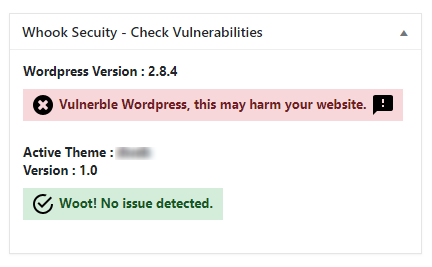 Whook Secuity - Check Vulnerabilities
Wordpress Version : 2.8.4
Vulnerble Wordpress, this may harm your website.
Active Theme :
Version : 1.0
Woot! No issue detected.